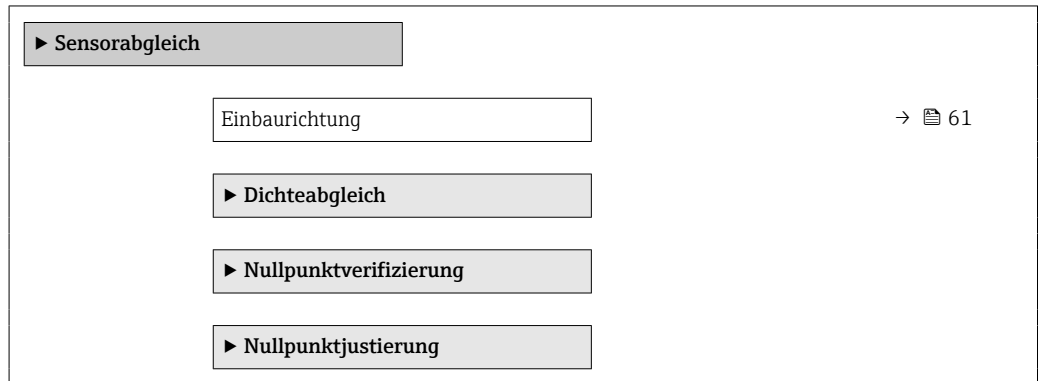 ▶ Sensorabgleich
Einbaurichtung → 61
▶ Dichteabgleich
▶ Nullpunktverifizierung
▶ Nullpunktjustierung